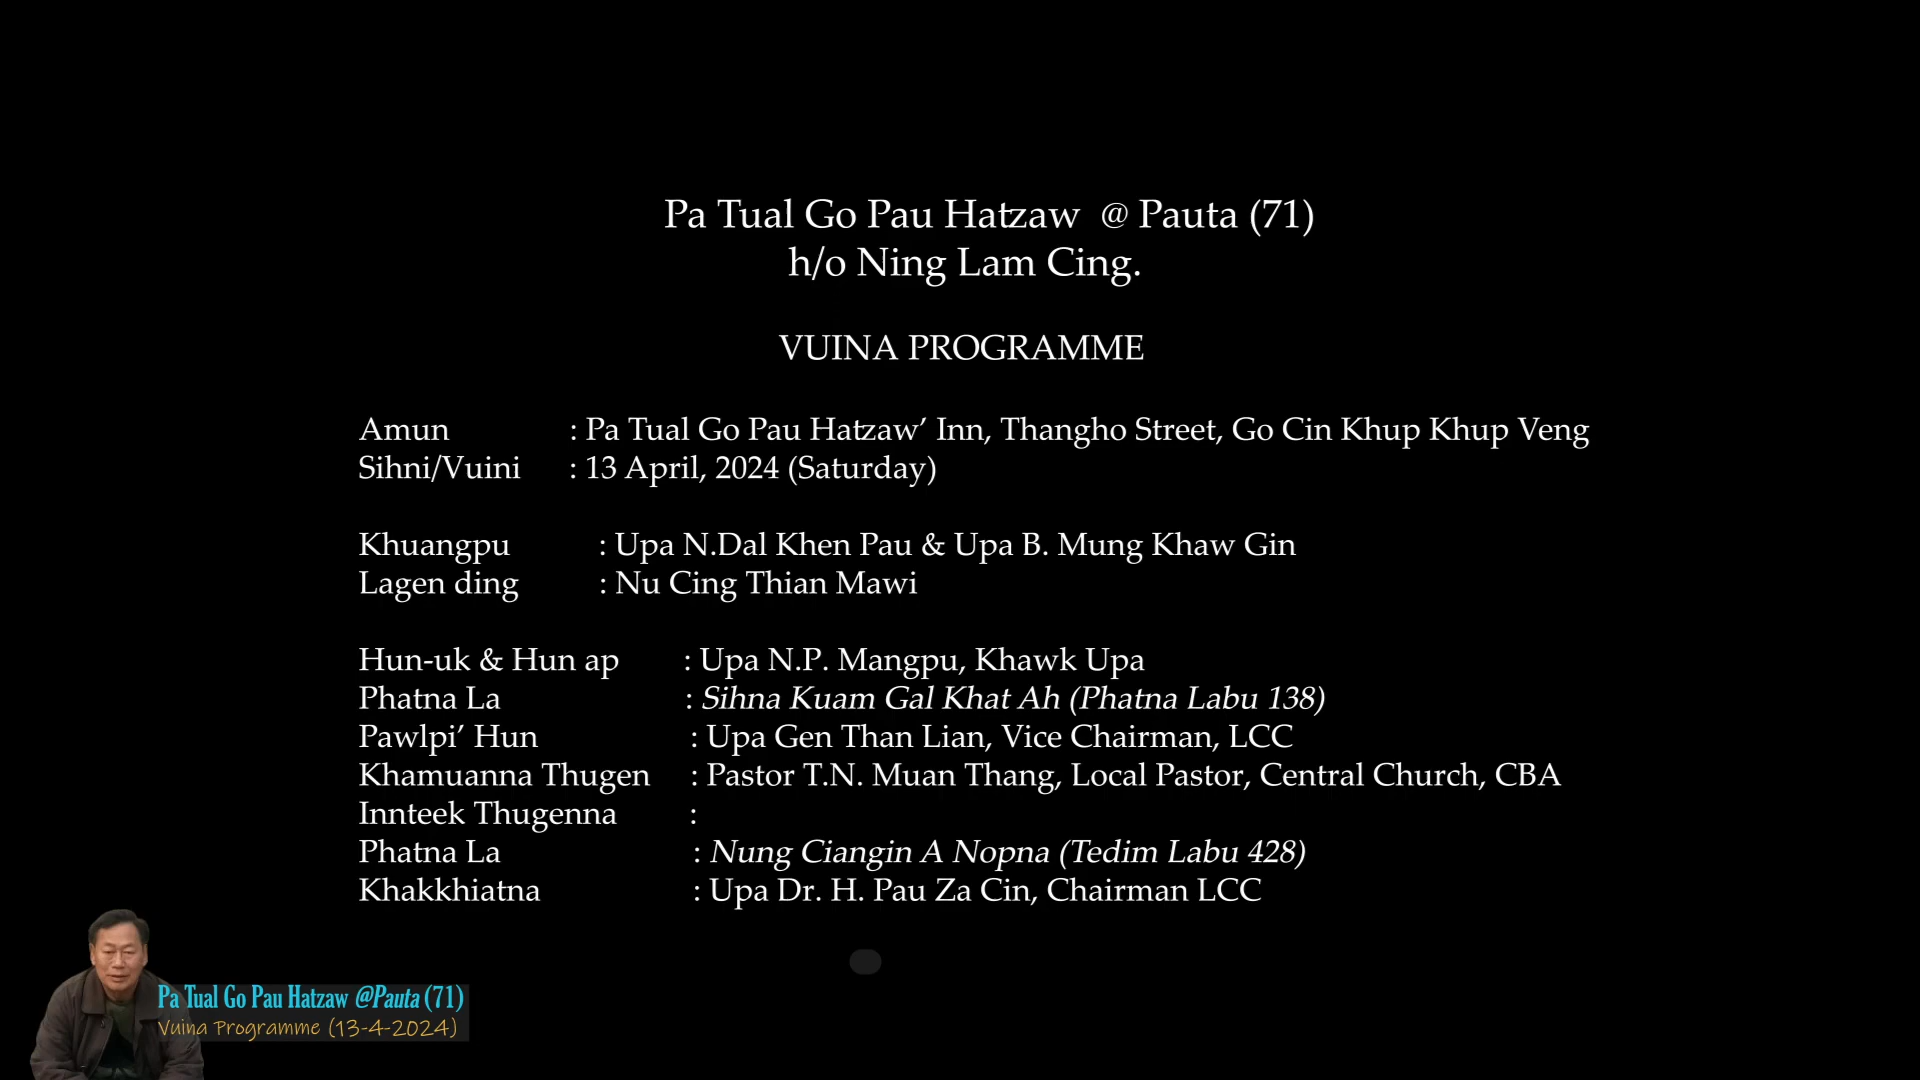 Pa Tual Go Pau Hatzaw @ Pauta (71)
h/o Ning Lam Cing.
VUINA PROGRAMME
Amun : Pa Tual Go Pau Hatzaw’ Inn, Thangho Street, Go Cin Khup Khup Veng
Sihni/Vuini : 13 April, 2024 (Saturday)
Khuangpu : Upa N.Dal Khen Pau & Upa B. Mung Khaw Gin
Lagen ding : Nu Cing Thian Mawi
Hun-uk & Hun ap : Upa N.P. Mangpu, Khawk Upa
Phatna La : Sihna Kuam Gal Khat Ah (Phatna Labu 138)
Pawlpi’ Hun : Upa Gen Than Lian, Vice Chairman, LCC
Khamuanna Thugen : Pastor T.N. Muan Thang, Local Pastor, Central Church, CBA
Innteek Thugenna :
Phatna La : Nung Ciangin A Nopna (Tedim Labu 428)
Khakkhiatna : Upa Dr. H. Pau Za Cin, Chairman LCC
Pa Tual Go Pau Hatzaw @Pauta (71)
Vuina Programme (13-4-2024)